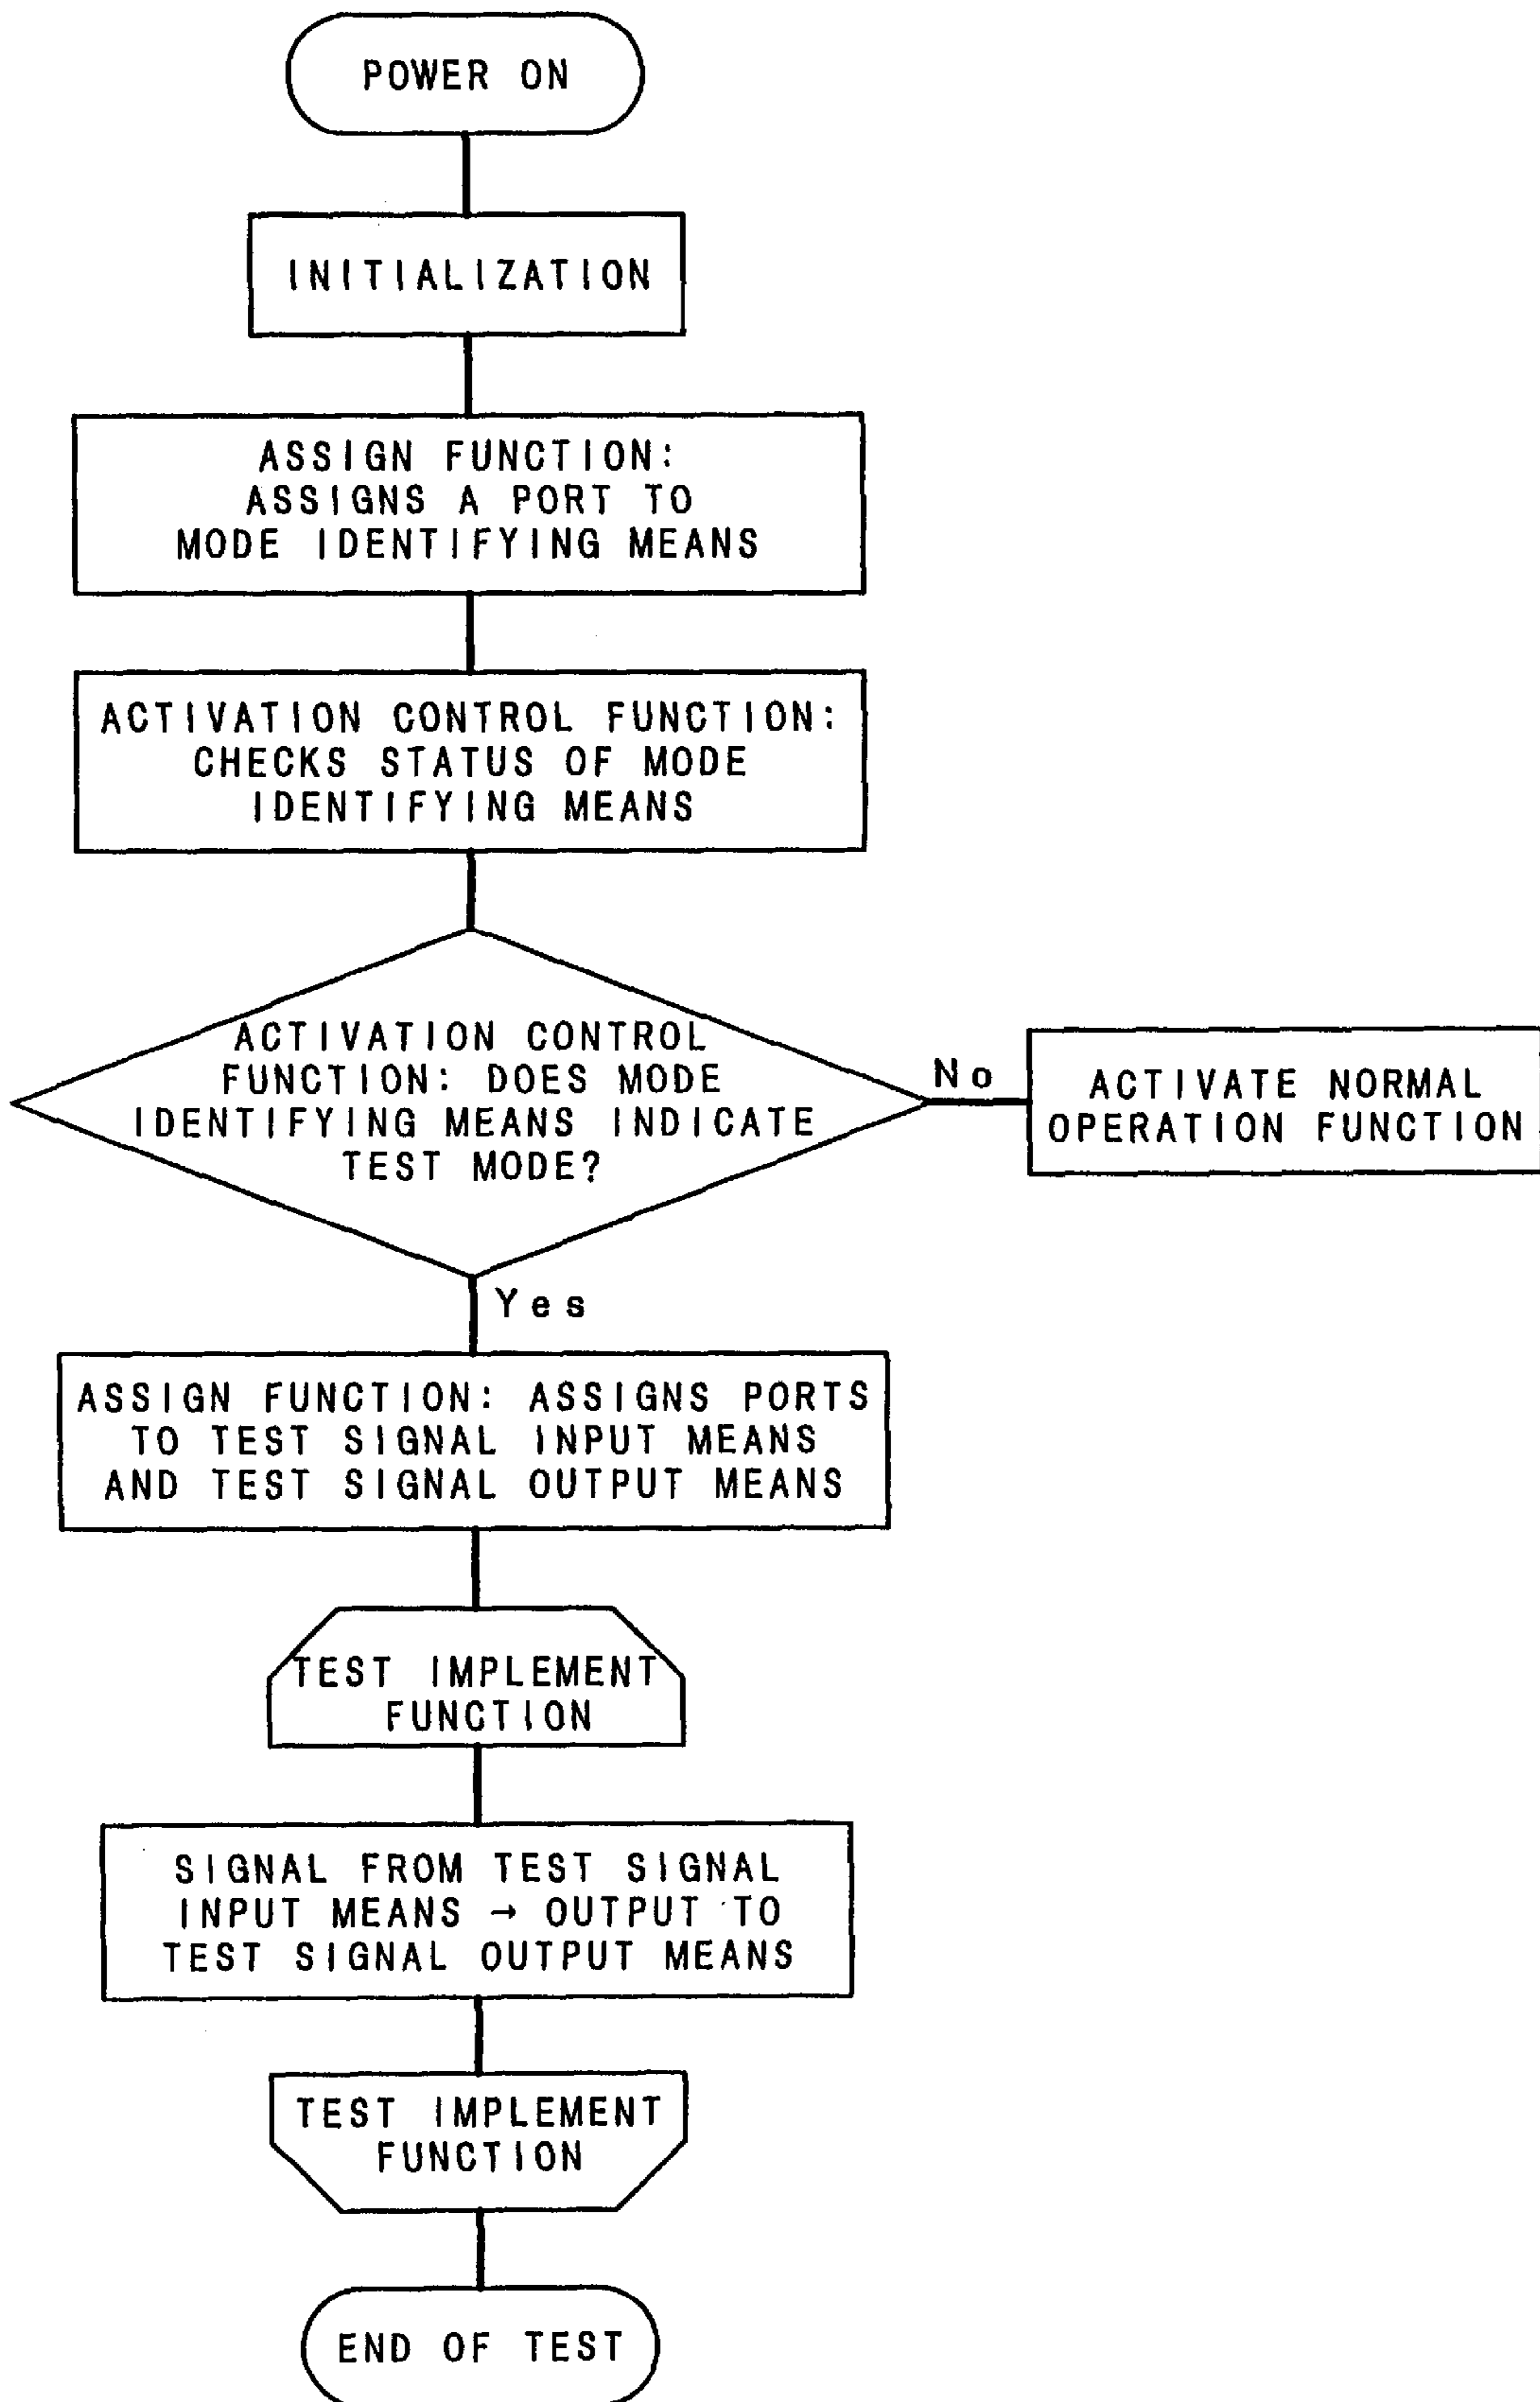 POWER ON
INITIALIZATION
ASSIGN FUNCTION:
ASSIGNS A PORT TO
MODE IDENTIFYING MEANS
ACTIVATION CONTROL FUNCTION:
CHECKS STATUS OF MODE
IDENTIFYING MEANS
ACTIVATION CONTROL
FUNCTION: DOES MODE
IDENTIFYING MEANS INDICATE
TEST MODE?
No
ACTIVATE NORMAL
OPERATION FUNCTION
Yes
ASSIGN FUNCTION: ASSIGNS PORTS
TO TEST SIGNAL INPUT MEANS
AND TEST SIGNAL OUTPUT MEANS
TEST IMPLEMENT
FUNCTION
SIGNAL FROM TEST SIGNAL
INPUT MEANS → OUTPUT TO
TEST SIGNAL OUTPUT MEANS
TEST IMPLEMENT
FUNCTION
END OF TEST